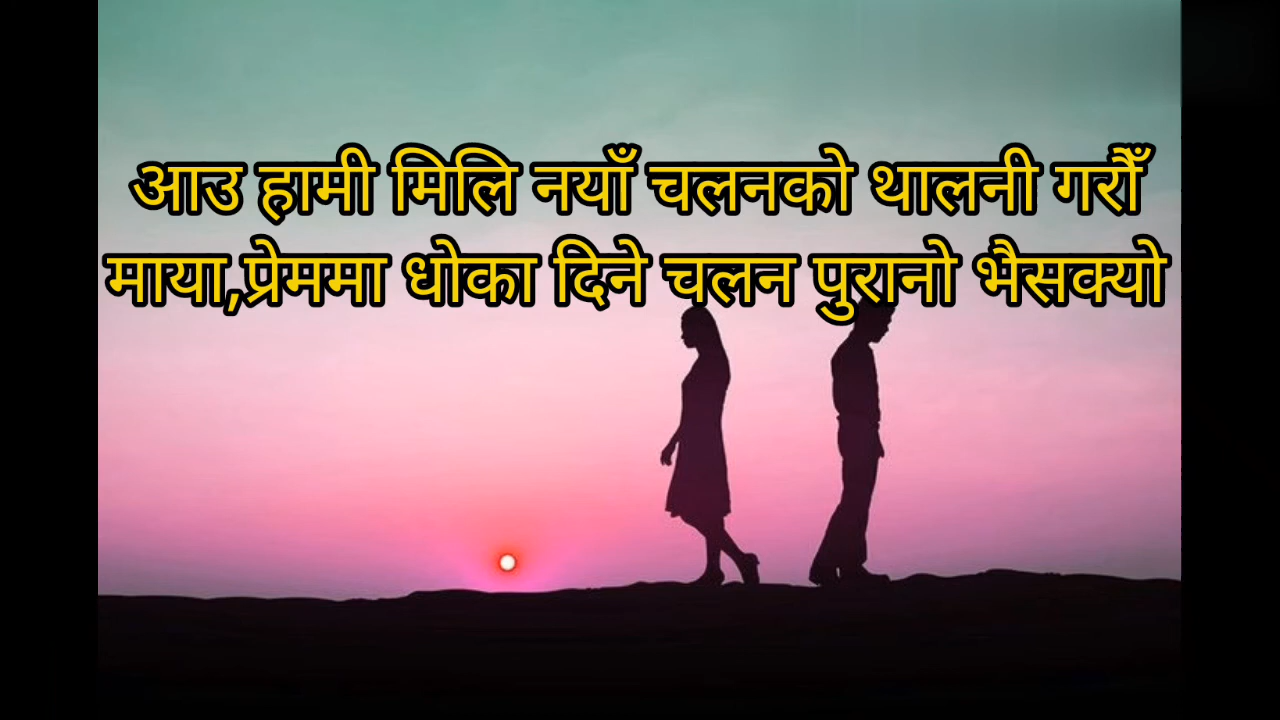 आउ हामी मिलि नयाँ चलनको थालनी गरौँ
माया,प्रेममा धोका दिने चलन पुरानो भैसक्यो